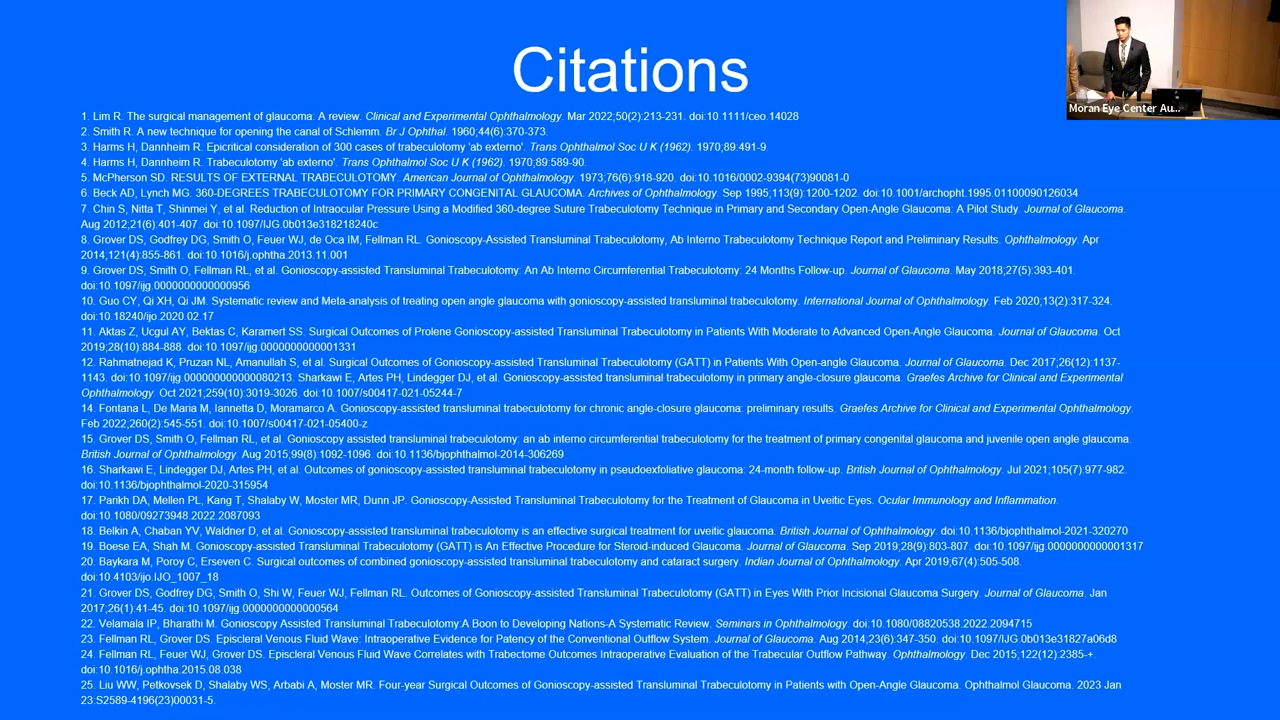 Citations
1. Lim R. The surgical management of glaucoma: A review. Clinical and Experimental Ophthalmology. Mar 2022;50(2):213-231. doi:10.1111/ceo.14028
2. Smith R. A new technique for opening the canal of Schlemm. Br J Ophthal. 1960;44(6):370-373.
3. Harms H, Dannheim R. Epicritical consideration of 300 cases of trabeculotomy 'ab externo'. Trans Ophthalmol Soc U K (1962). 1970;89:491-9
4. Harms H, Dannheim R. Trabeculotomy 'ab externo'. Trans Ophthalmol Soc U K (1962). 1970;89:589-90.
5. McPherson SD. RESULTS OF EXTERNAL TRABECULOTOMY. American Journal of Ophthalmology. 1973;76(6):918-920. doi:10.1016/0002-9394(73)90081-0
6. Beck AD, Lynch MG. 360-DEGREES TRABECULOTOMY FOR PRIMARY CONGENITAL GLAUCOMA. Archives of Ophthalmology. Sep 1995;113(9):1200-1202. doi:10.1001/archopht.1995.01100090126034
7. Chin S, Nitta T, Shinmei Y, et al. Reduction of Intraocular Pressure Using a Modified 360-degree Suture Trabeculotomy Technique in Primary and Secondary Open-Angle Glaucoma: A Pilot Study. Journal of Glaucoma.
Aug 2012;21(6):401-407. doi:10.1097/IJG.0b013e318218240c
8. Grover DS, Godfrey DG, Smith O, Feuer WJ, de Oca IM, Fellman RL. Gonioscopy-Assisted Transluminal Trabeculotomy, Ab Interno Trabeculotomy Technique Report and Preliminary Results. Ophthalmology. Apr
2014;121(4):855-861. doi:10.1016/j.ophtha.2013.11.001
9. Grover DS, Smith O, Fellman RL, et al. Gonioscopy-assisted Transluminal Trabeculotomy: An Ab Interno Circumferential Trabeculotomy: 24 Months Follow-up. Journal of Glaucoma. May 2018;27(5):393-401.
doi:10.1097/ijg.0000000000000956
10. Guo CY, Qi XH, Qi JM. Systematic review and Meta-analysis of treating open angle glaucoma with gonioscopy-assisted transluminal trabeculotomy. International Journal of Ophthalmology. Feb 2020;13(2):317-324.
doi:10.18240/ijo.2020.02.17
11. Aktas Z, Ucgul AY, Bektas C, Karamert SS. Surgical Outcomes of Prolene Gonioscopy-assisted Transluminal Trabeculotomy in Patients With Moderate to Advanced Open-Angle Glaucoma. Journal of Glaucoma. Oct
2019;28(10):884-888. doi:10.1097/ijg.0000000000001331
12. Rahmatnejad K, Pruzan NL, Amanullah S, et al. Surgical Outcomes of Gonioscopy-assisted Transluminal Trabeculotomy (GATT) in Patients With Open-angle Glaucoma. Journal of Glaucoma. Dec 2017;26(12):1137-
1143. doi:10.1097/ijg.000000000000080213. Sharkawi E, Artes PH, Lindegger DJ, et al. Gonioscopy-assisted transluminal trabeculotomy in primary angle-closure glaucoma. Graefes Archive for Clinical and Experimental
Ophthalmology. Oct 2021;259(10):3019-3026. doi:10.1007/s00417-021-05244-7
14. Fontana L, De Maria M, Iannetta D, Moramarco A. Gonioscopy-assisted transluminal trabeculotomy for chronic angle-closure glaucoma: preliminary results. Graefes Archive for Clinical and Experimental Ophthalmology.
Feb 2022;260(2):545-551. doi:10.1007/s00417-021-05400-z
15. Grover DS, Smith O, Fellman RL, et al. Gonioscopy assisted transluminal trabeculotomy: an ab interno circumferential trabeculotomy for the treatment of primary congenital glaucoma and juvenile open angle glaucoma.
British Journal of Ophthalmology. Aug 2015;99(8):1092-1096. doi:10.1136/bjophthalmol-2014-306269
16. Sharkawi E, Lindegger DJ, Artes PH, et al. Outcomes of gonioscopy-assisted transluminal trabeculotomy in pseudoexfoliative glaucoma: 24-month follow-up. British Journal of Ophthalmology. Jul 2021;105(7):977-982.
doi:10.1136/bjophthalmol-2020-315954
17. Parikh DA, Mellen PL, Kang T, Shalaby W, Moster MR, Dunn JP. Gonioscopy-Assisted Transluminal Trabeculotomy for the Treatment of Glaucoma in Uveitic Eyes. Ocular Immunology and Inflammation.
doi:10.1080/09273948.2022.2087093
18. Belkin A, Chaban YV, Waldner D, et al. Gonioscopy-assisted transluminal trabeculotomy is an effective surgical treatment for uveitic glaucoma. British Journal of Ophthalmology. doi:10.1136/bjophthalmol-2021-320270
19. Boese EA, Shah M. Gonioscopy-assisted Transluminal Trabeculotomy (GATT) is An Effective Procedure for Steroid-induced Glaucoma. Journal of Glaucoma. Sep 2019;28(9):803-807. doi:10.1097/ijg.0000000000001317
20. Baykara M, Poroy C, Erseven C. Surgical outcomes of combined gonioscopy-assisted transluminal trabeculotomy and cataract surgery. Indian Journal of Ophthalmology. Apr 2019;67(4):505-508.
doi:10.4103/ijo.IJO_1007_18
21. Grover DS, Godfrey DG, Smith O, Shi W, Feuer WJ, Fellman RL. Outcomes of Gonioscopy-assisted Transluminal Trabeculotomy (GATT) in Eyes With Prior Incisional Glaucoma Surgery. Journal of Glaucoma. Jan
2017;26(1):41-45. doi:10.1097/ijg.0000000000000564
22. Velamala IP, Bharathi M. Gonioscopy Assisted Transluminal Trabeculotomy:A Boon to Developing Nations-A Systematic Review. Seminars in Ophthalmology. doi:10.1080/08820538.2022.2094715
23. Fellman RL, Grover DS. Episcleral Venous Fluid Wave: Intraoperative Evidence for Patency of the Conventional Outflow System. Journal of Glaucoma. Aug 2014;23(6):347-350. doi:10.1097/IJG.0b013e31827a06d8
24. Fellman RL, Feuer WJ, Grover DS. Episcleral Venous Fluid Wave Correlates with Trabectome Outcomes Intraoperative Evaluation of the Trabecular Outflow Pathway. Ophthalmology. Dec 2015;122(12):2385-+.
doi:10.1016/j.ophtha.2015.08.038
25. Liu WW, Petkovsek D, Shalaby WS, Arbabi A, Moster MR. Four-year Surgical Outcomes of Gonioscopy-assisted Transluminal Trabeculotomy in Patients with Open-Angle Glaucoma. Ophthalmol Glaucoma. 2023 Jan
23:S2589-4196(23)00031-5.
Moran Eye Center Au...